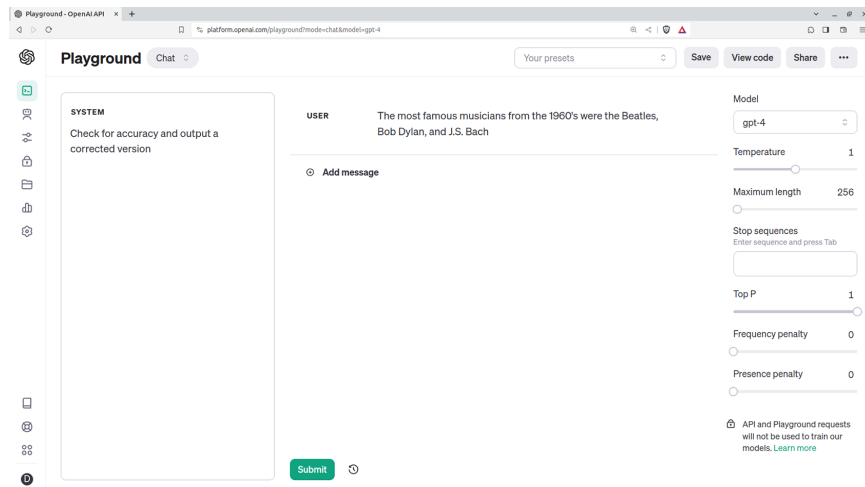 Playground - OpenAI API
platform.openai.com/playground?mode=chat&model=gpt-4
Playground
Chat
Your presets
Save
View code
Share
SYSTEM
Check for accuracy and output a
corrected version
USER
The most famous musicians from the 1960's were the Beatles,
Bob Dylan, and J.S. Bach
Add message
Submit
Model
gpt-4
Temperature 1
Maximum length 256
Stop sequences
Enter sequence and press Tab
Top P 1
Frequency penalty 0
Presence penalty 0
API and Playground requests
will not be used to train our
models. Learn more
D